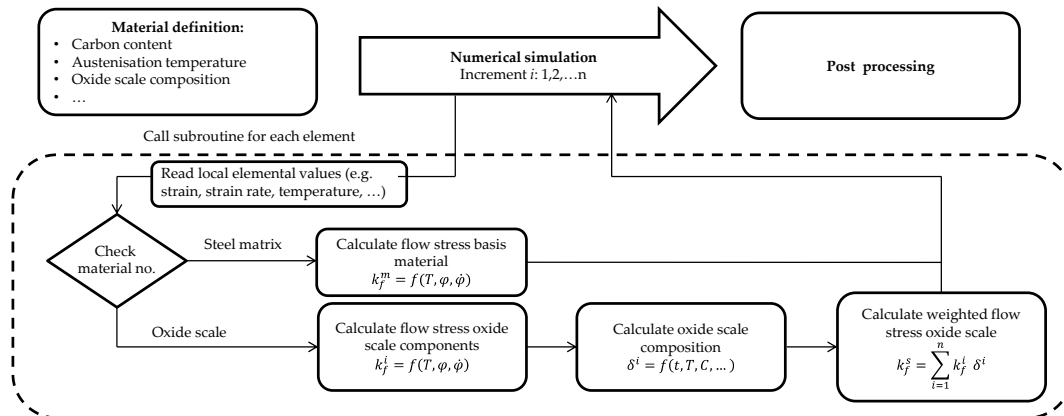 Material definition:
• Carbon content
• Austenisation temperature
• Oxide scale composition
• …
Numerical simulation
Increment i: 1,2,…n
Post processing
Call subroutine for each element
Read local elemental values (e.g.
strain, strain rate, temperature, …)
Check
material no.
Steel matrix
Calculate flow stress basis
material
𝑘_f^m = f(T, φ, φ̇)
Oxide scale
Calculate flow stress oxide
scale components
𝑘_f^i = f(T, φ, φ̇)
Calculate oxide scale
composition
δ^i = f(t, T, C, … )
Calculate weighted flow
stress oxide scale
𝑘_f^s = ∑_{i=1}^n 𝑘_f^i δ^i